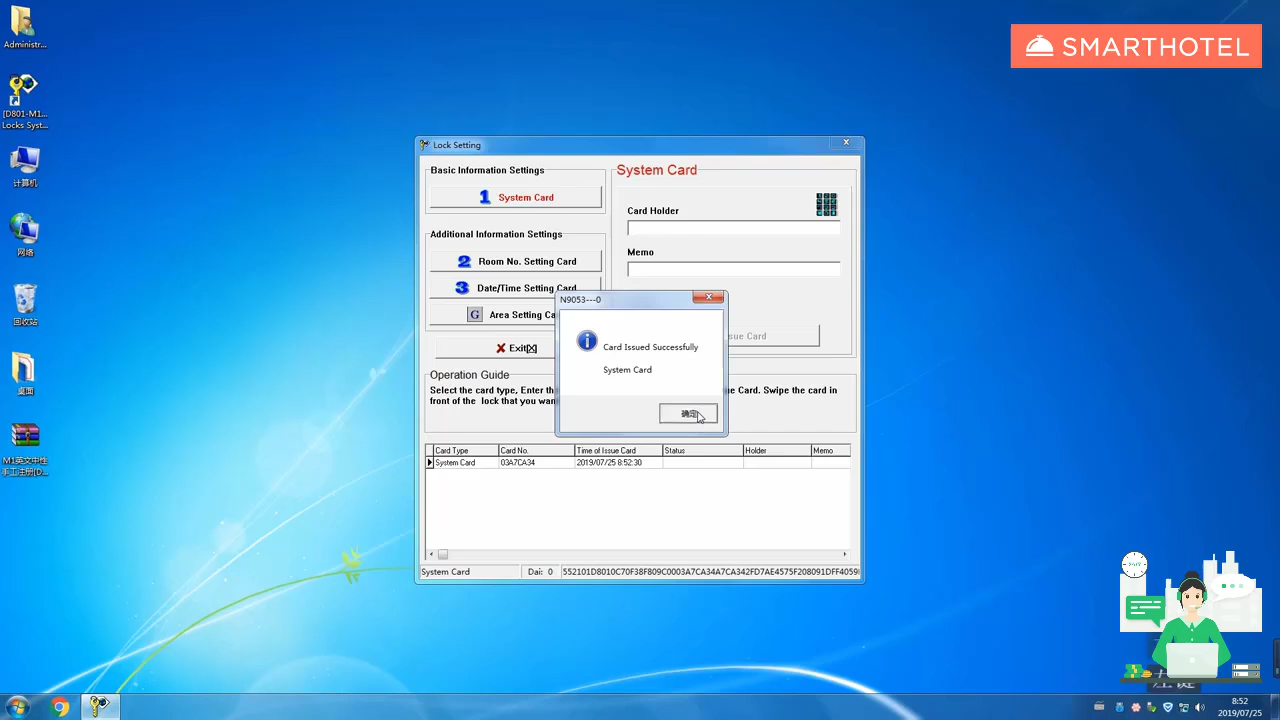 Administr...
SMARTHOTEL
[D801-M1...
Locks Syst...
计算机
网络
回收站
桌面
M1英文中性
手工注册[D...
Lock Setting
Basic Information Settings
1 System Card
Additional Information Settings
2 Room No. Setting Card
3 Date/Time Setting Card
G Area Setting Ca
Exit[X]
System Card
Card Holder
Memo
sue Card
N9053---0
Card Issued Successfully
System Card
确定
Operation Guide
Select the card type, Enter th
ue Card. Swipe the card in
front of the lock that you wan
Card Type Card No. Time of Issue Card Status Holder Memo
System Card 03A7CA34 2019/07/25 8:52:30
System Card Dai: 0 552101D8010C70F38F809C0003A7CA34A7CA342FD7AE4575F208091DFF4059
24/7
8:52
2019/07/25